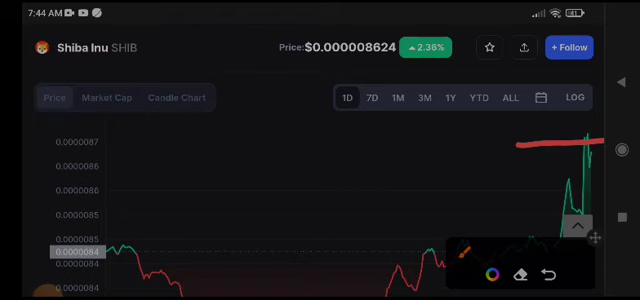 7:44 AM
41
Shiba Inu SHIB
Price:$0.000008624 2.36%
+ Follow
Price Market Cap Candle Chart
1D 7D 1M 3M 1Y YTD ALL LOG
0.0000087
0.0000086
0.0000086
0.0000085
0.0000085
0.0000084
0.0000084
0.0000084